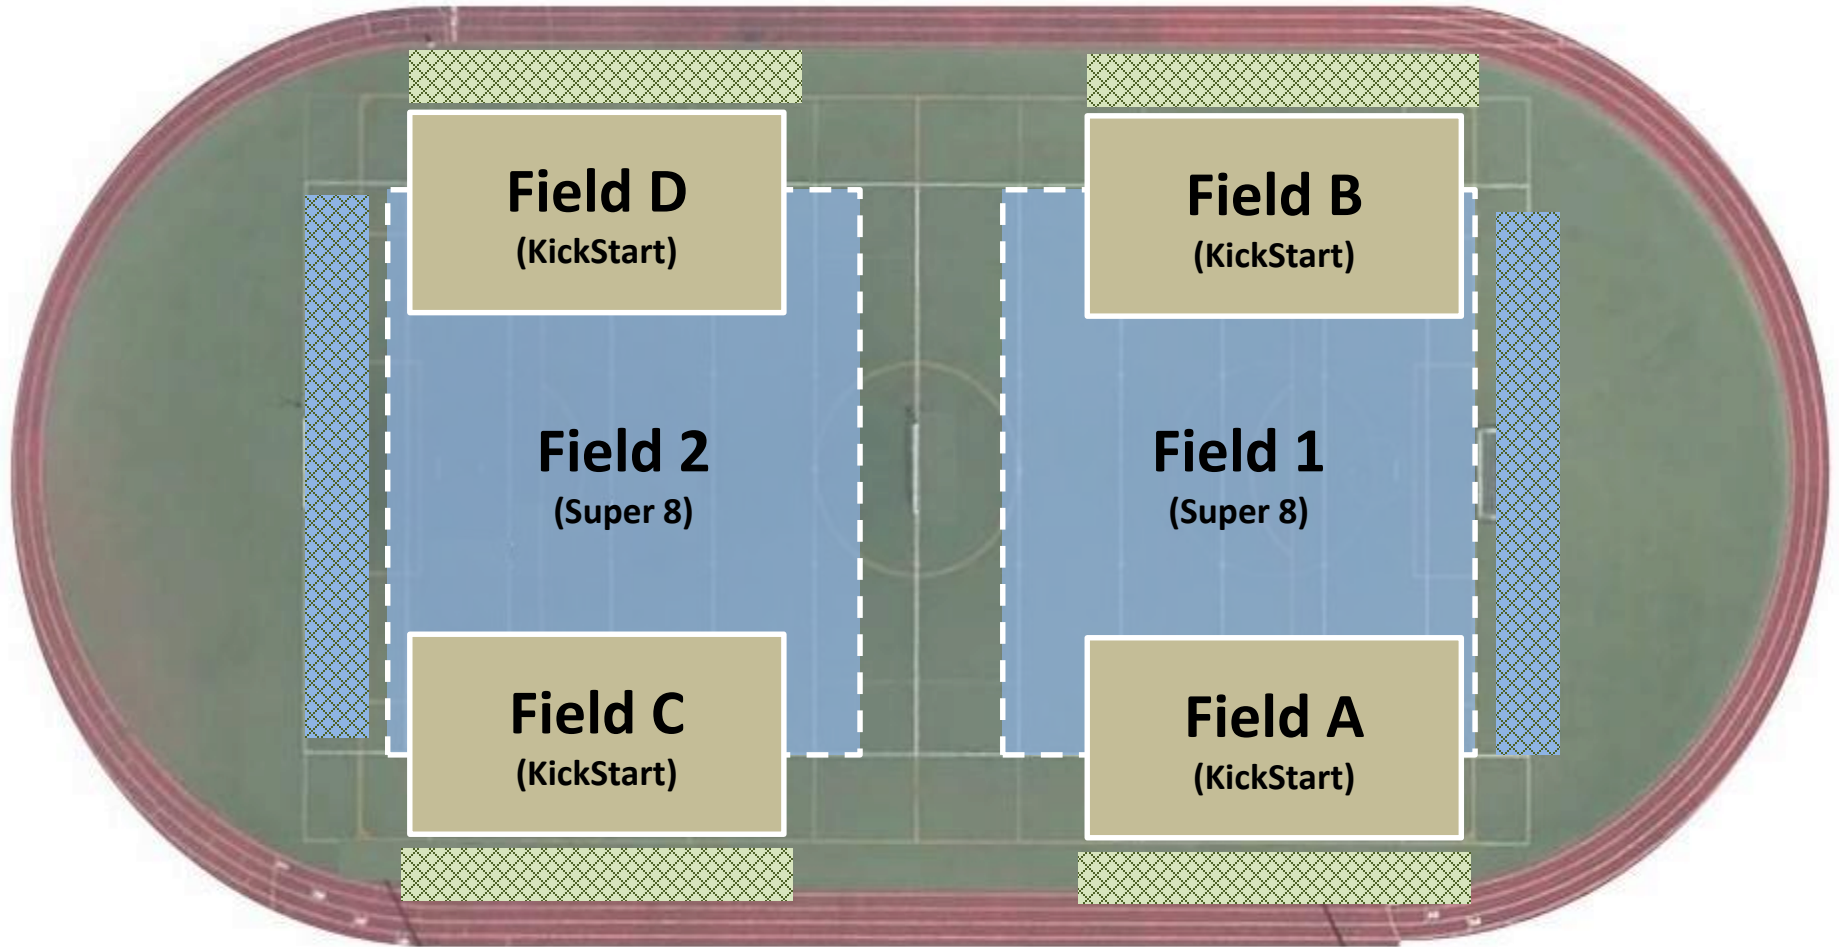 Field D
(KickStart)
Field B
(KickStart)
Field 2
(Super 8)
Field 1
(Super 8)
Field C
(KickStart)
Field A
(KickStart)